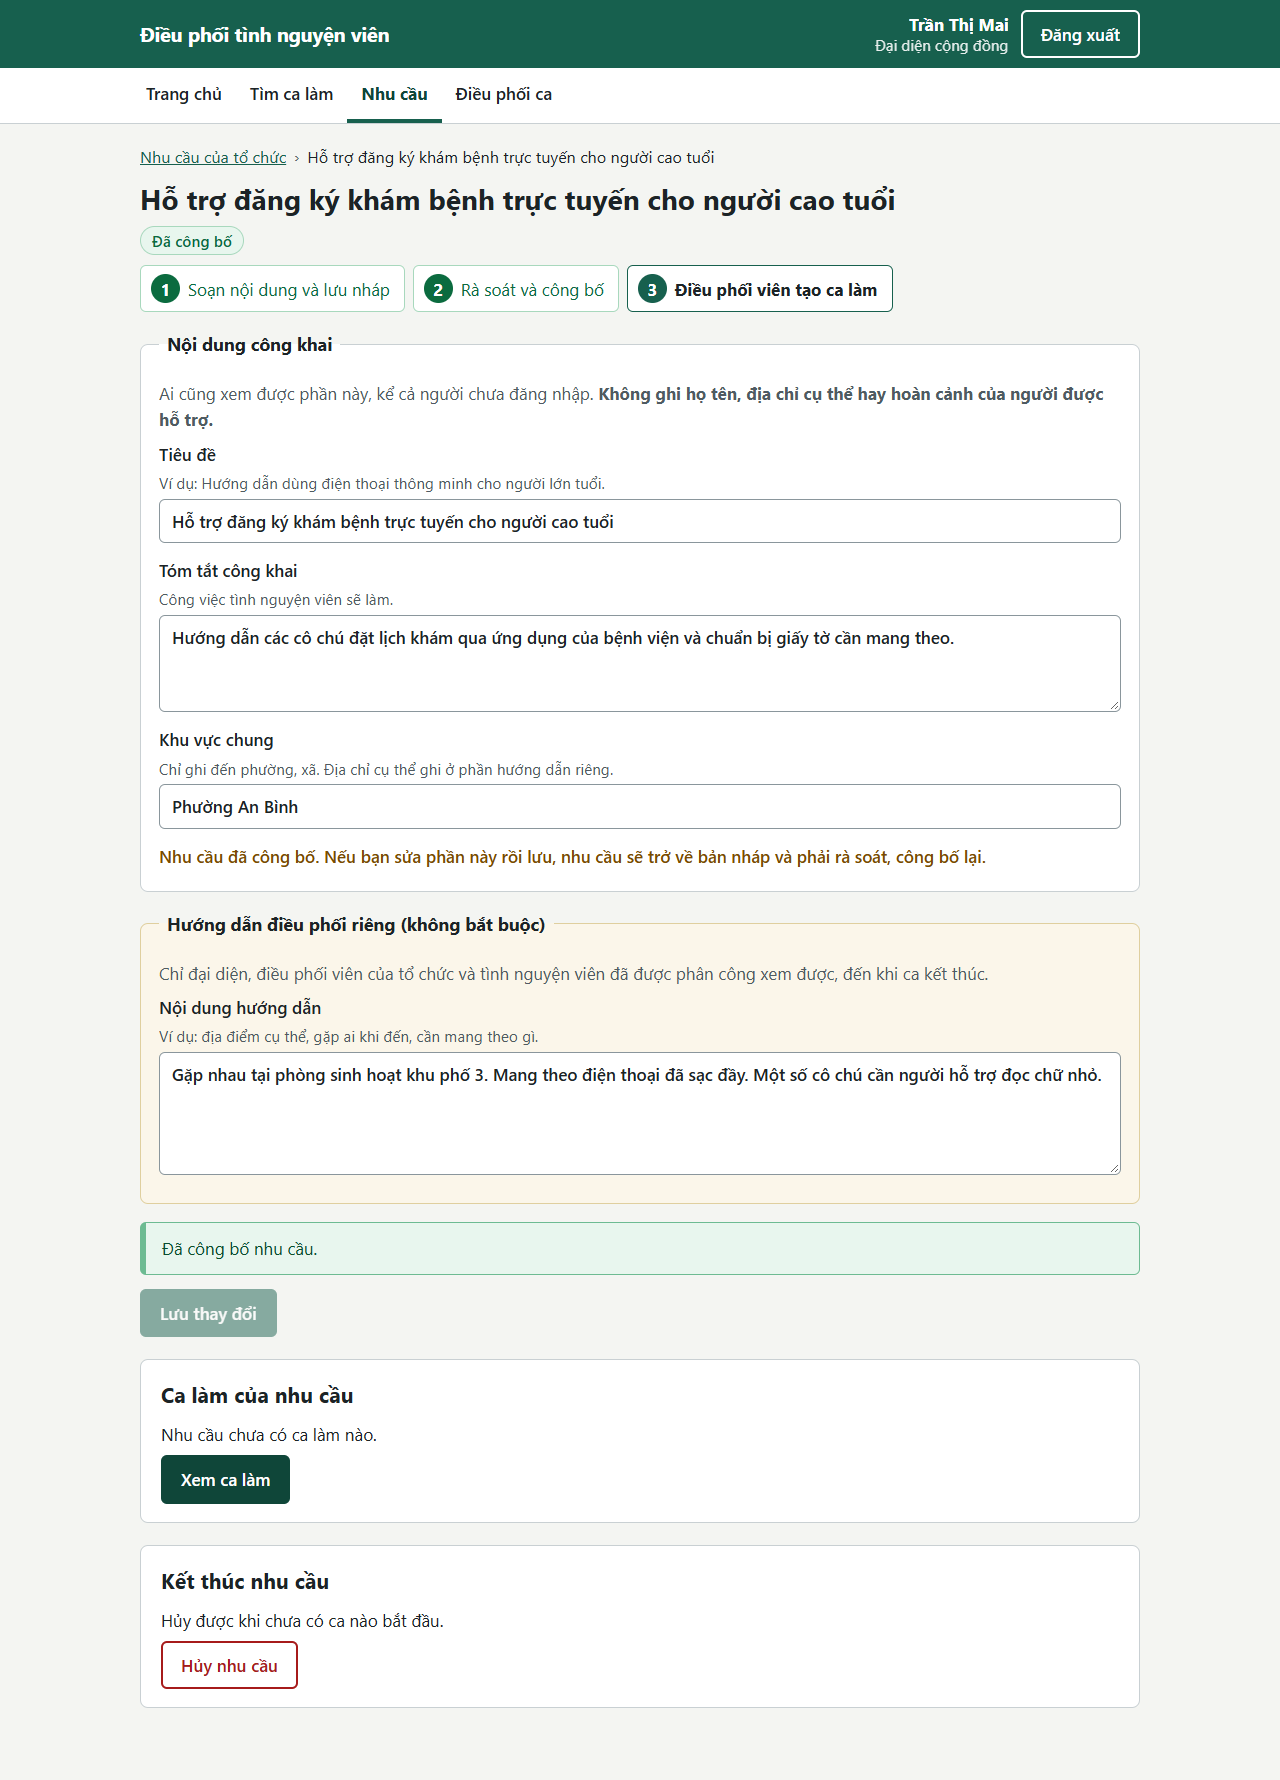 Điều phối tình nguyện viên
Trần Thị Mai
Đại diện cộng đồng
Đăng xuất
Trang chủ
Tìm ca làm
Nhu cầu
Điều phối ca
Nhu cầu của tổ chức › Hỗ trợ đăng ký khám bệnh trực tuyến cho người cao tuổi
Hỗ trợ đăng ký khám bệnh trực tuyến cho người cao tuổi
Đã công bố
1 Soạn nội dung và lưu nháp
2 Rà soát và công bố
3 Điều phối viên tạo ca làm
Nội dung công khai
Ai cũng xem được phần này, kể cả người chưa đăng nhập. Không ghi họ tên, địa chỉ cụ thể hay hoàn cảnh của người được
hỗ trợ.
Tiêu đề
Ví dụ: Hướng dẫn dùng điện thoại thông minh cho người lớn tuổi.
Hỗ trợ đăng ký khám bệnh trực tuyến cho người cao tuổi
Tóm tắt công khai
Công việc tình nguyện viên sẽ làm.
Hướng dẫn các cô chú đặt lịch khám qua ứng dụng của bệnh viện và chuẩn bị giấy tờ cần mang theo.
Khu vực chung
Chỉ ghi đến phường, xã. Địa chỉ cụ thể ghi ở phần hướng dẫn riêng.
Phường An Bình
Nhu cầu đã công bố. Nếu bạn sửa phần này rồi lưu, nhu cầu sẽ trở về bản nháp và phải rà soát, công bố lại.
Hướng dẫn điều phối riêng (không bắt buộc)
Chỉ đại diện, điều phối viên của tổ chức và tình nguyện viên đã được phân công xem được, đến khi ca kết thúc.
Nội dung hướng dẫn
Ví dụ: địa điểm cụ thể, gặp ai khi đến, cần mang theo gì.
Gặp nhau tại phòng sinh hoạt khu phố 3. Mang theo điện thoại đã sạc đầy. Một số cô chú cần người hỗ trợ đọc chữ nhỏ.
Đã công bố nhu cầu.
Lưu thay đổi
Ca làm của nhu cầu
Nhu cầu chưa có ca làm nào.
Xem ca làm
Kết thúc nhu cầu
Hủy được khi chưa có ca nào bắt đầu.
Hủy nhu cầu